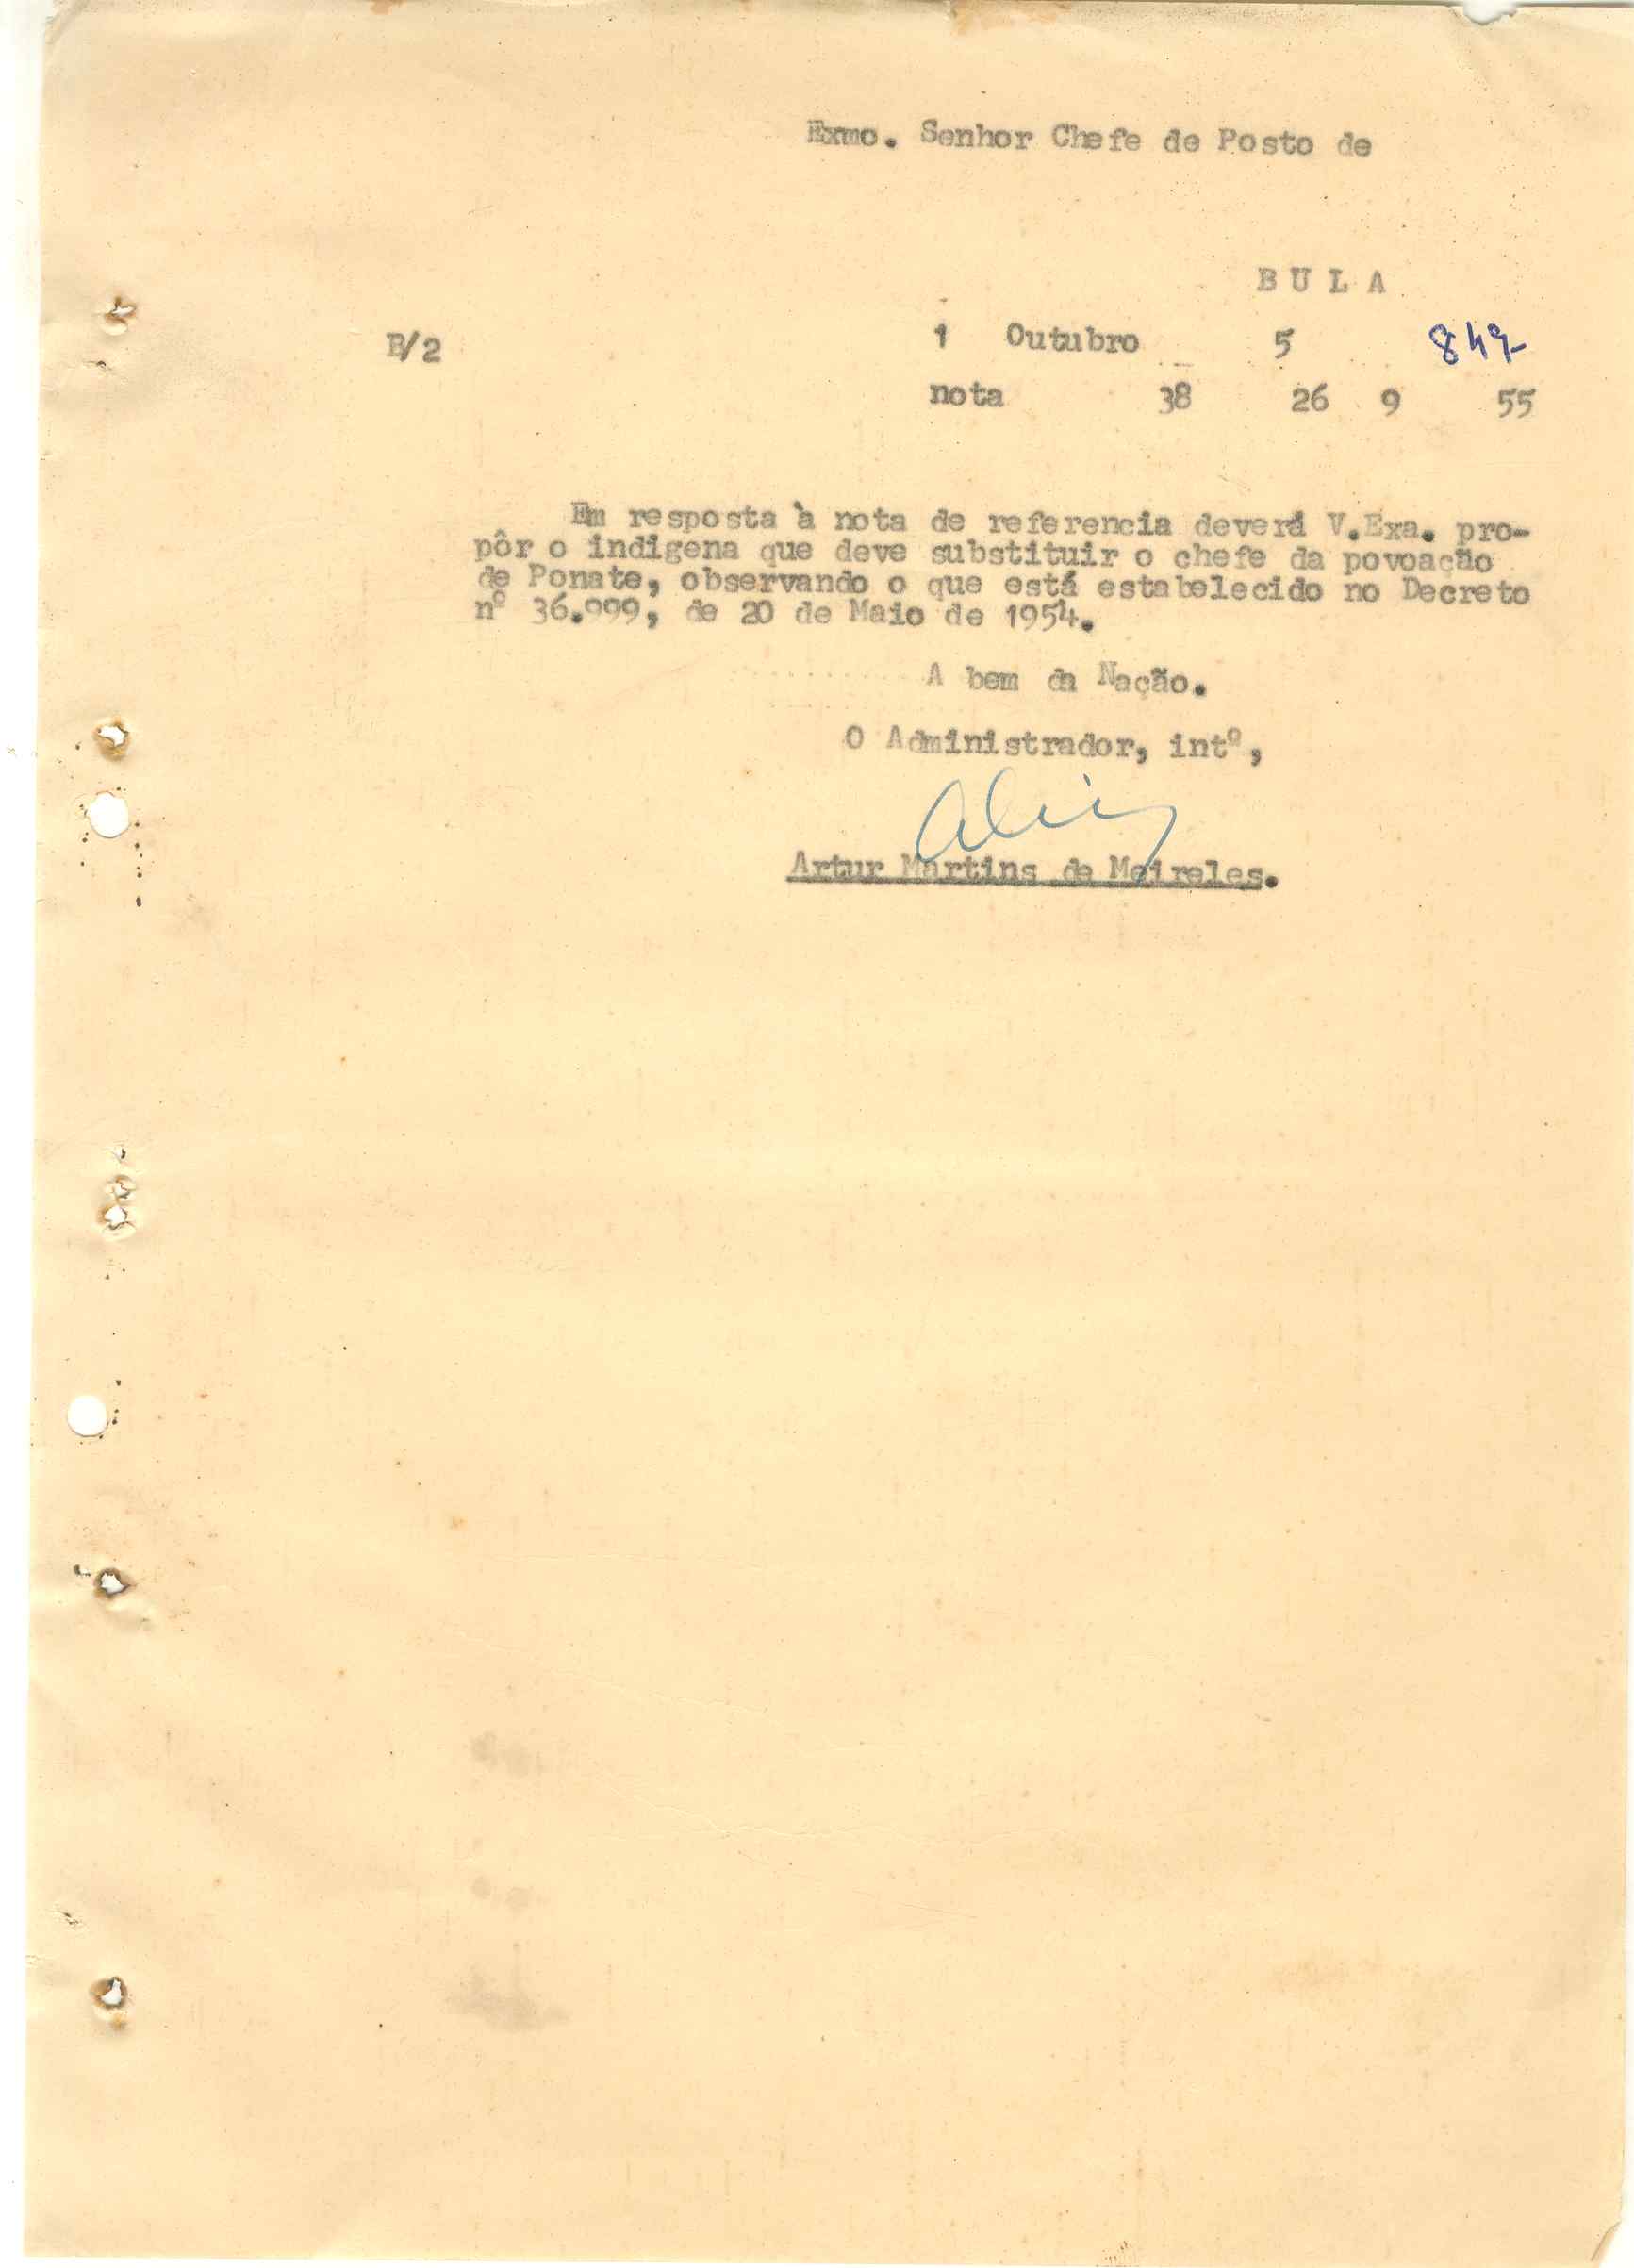 Exmo. Senhor Chefe de Posto de
B U L A
B/2 1 Outubro 5 849
nota 38 26 9 55
Em resposta à nota de referencia deverá V.Exa. pro-
pôr o indigena que deve substituir o chefe da povoação
de Ponate, observando o que está estabelecido no Decreto
nº 36.999, de 20 de Maio de 1954.
A bem da Nação.
O Administrador, intº,
Artur Martins de Meireles.